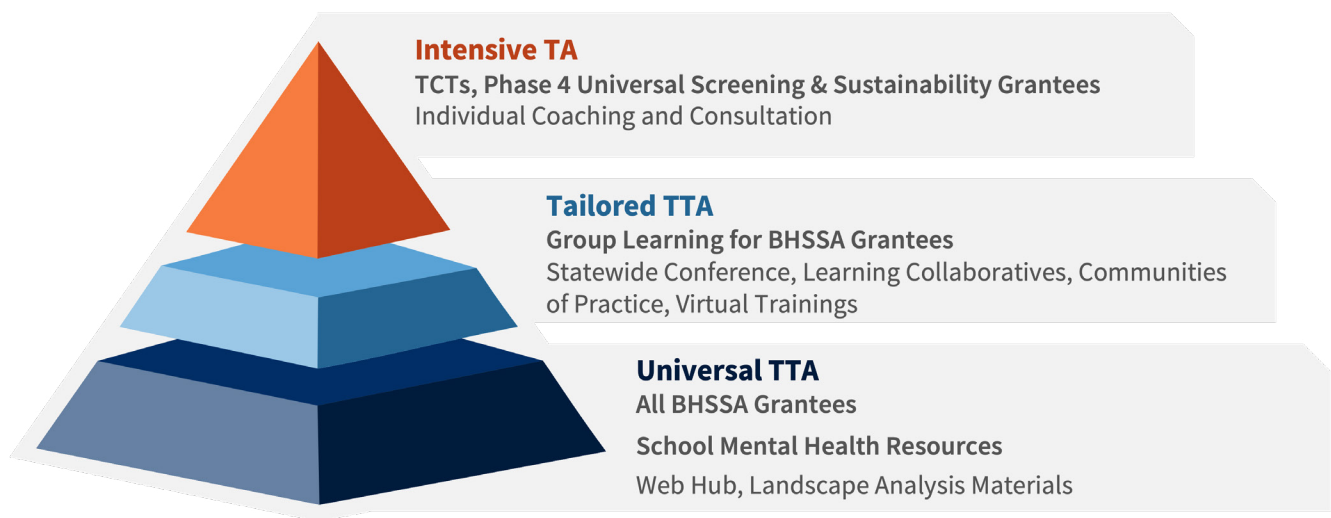 Intensive TA
TCTs, Phase 4 Universal Screening & Sustainability Grantees
Individual Coaching and Consultation
Tailored TTA
Group Learning for BHSSA Grantees
Statewide Conference, Learning Collaboratives, Communities
of Practice, Virtual Trainings
Universal TTA
All BHSSA Grantees
School Mental Health Resources
Web Hub, Landscape Analysis Materials